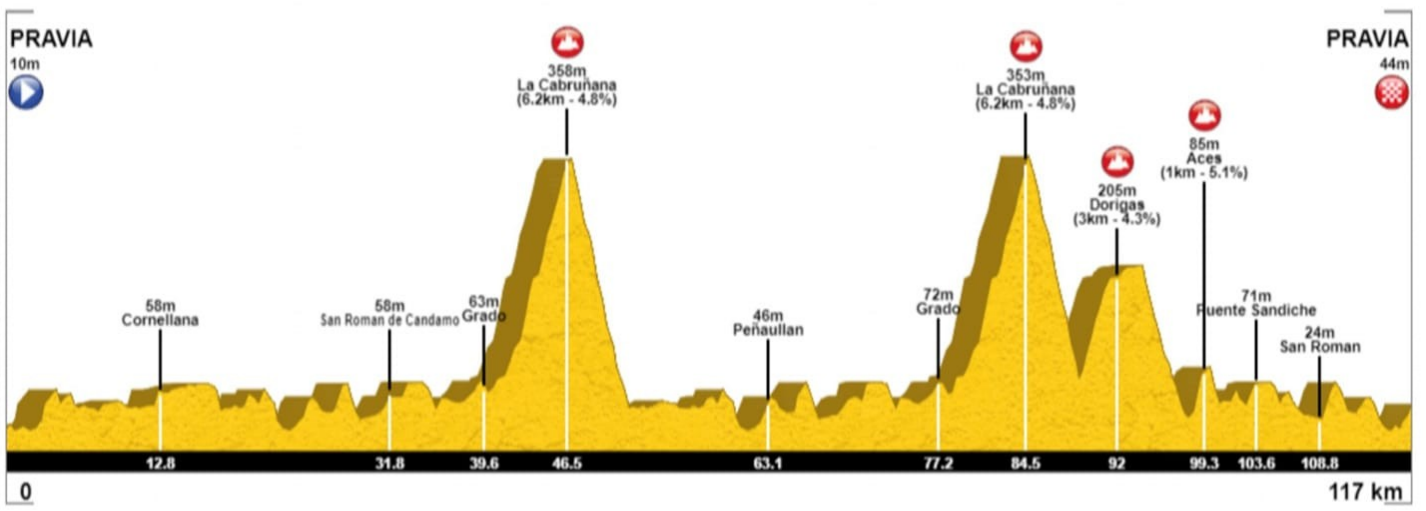 PRAVIA
10m
358m
La Cabruñana
(6.2km - 4.8%)
353m
La Cabruñana
(6.2km - 4.8%)
PRAVIA
44m
85m
Aces
(1km - 5.1%)
205m
Dorigas
(3km - 4.3%)
58m
Cornellana
58m
San Roman de Candamo
63m
Grado
46m
Peñaullan
72m
Grado
71m
Puente Sandiche
24m
San Roman
12.8
31.8
39.6
46.5
63.1
77.2
84.5
92
99.3
103.6
108.8
0
117 km